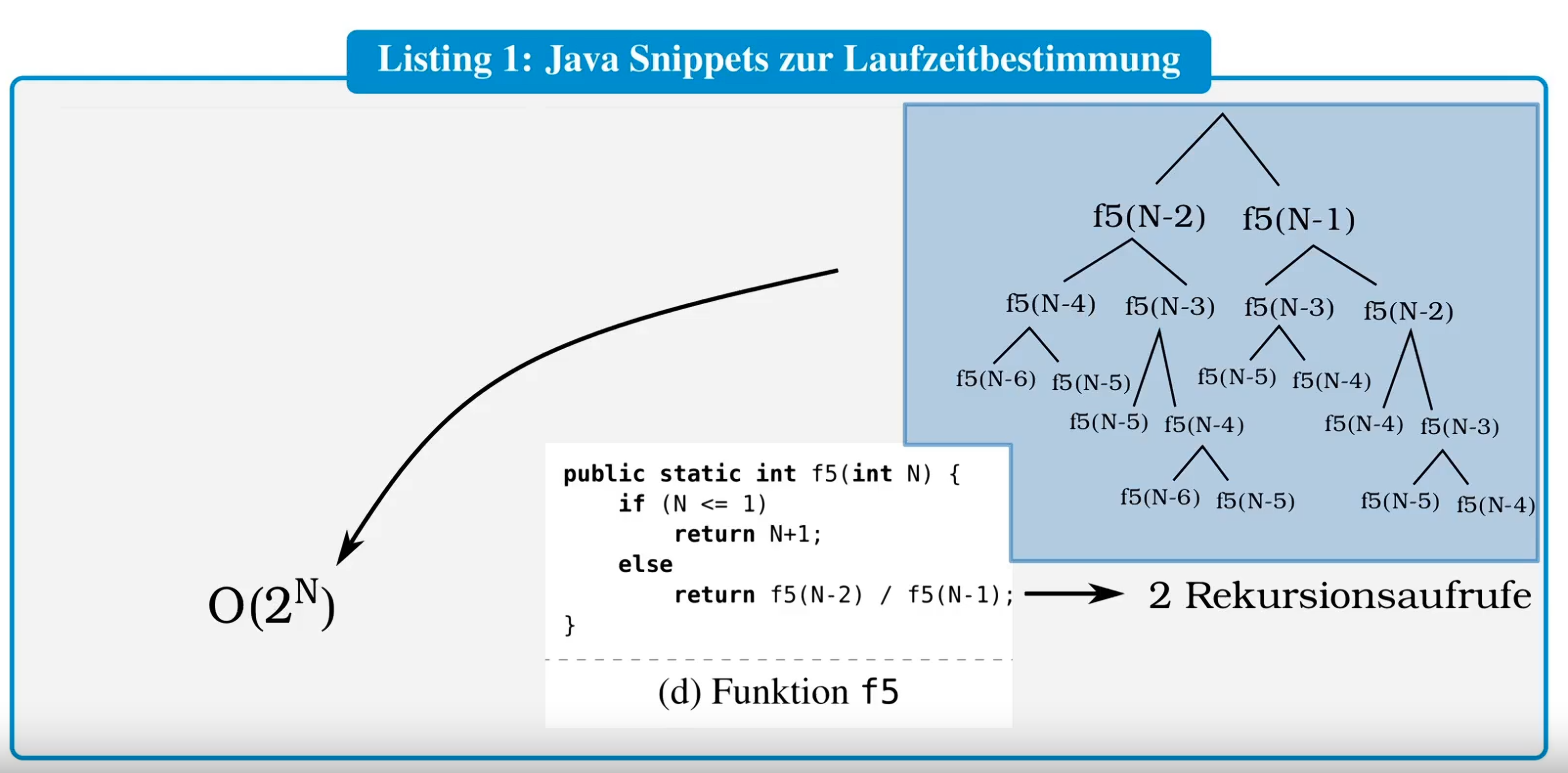 Listing 1: Java Snippets zur Laufzeitbestimmung
f5(N-2) f5(N-1)
f5(N-4) f5(N-3) f5(N-3) f5(N-2)
f5(N-6) f5(N-5) f5(N-5) f5(N-4)
f5(N-5) f5(N-4) f5(N-4) f5(N-3)
f5(N-6) f5(N-5) f5(N-5) f5(N-4)
public static int f5(int N) {
if (N <= 1)
return N+1;
else
return f5(N-2) / f5(N-1);
}
2 Rekursionsaufrufe
O(2^N)
(d) Funktion f5